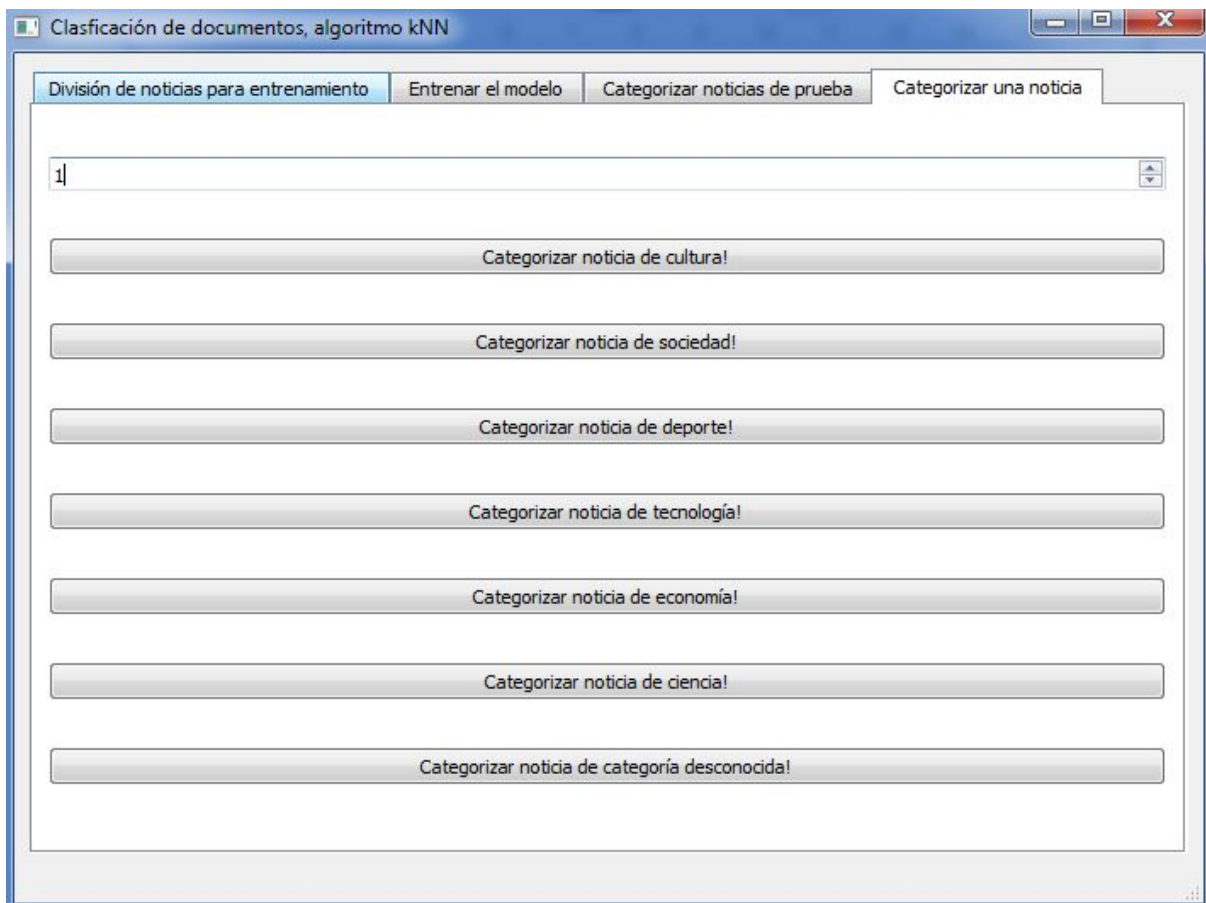 Clasficación de documentos, algoritmo kNN
División de noticias para entrenamiento Entrenar el modelo Categorizar noticias de prueba Categorizar una noticia
1
Categorizar noticia de cultura!
Categorizar noticia de sociedad!
Categorizar noticia de deporte!
Categorizar noticia de tecnología!
Categorizar noticia de economía!
Categorizar noticia de ciencia!
Categorizar noticia de categoría desconocida!